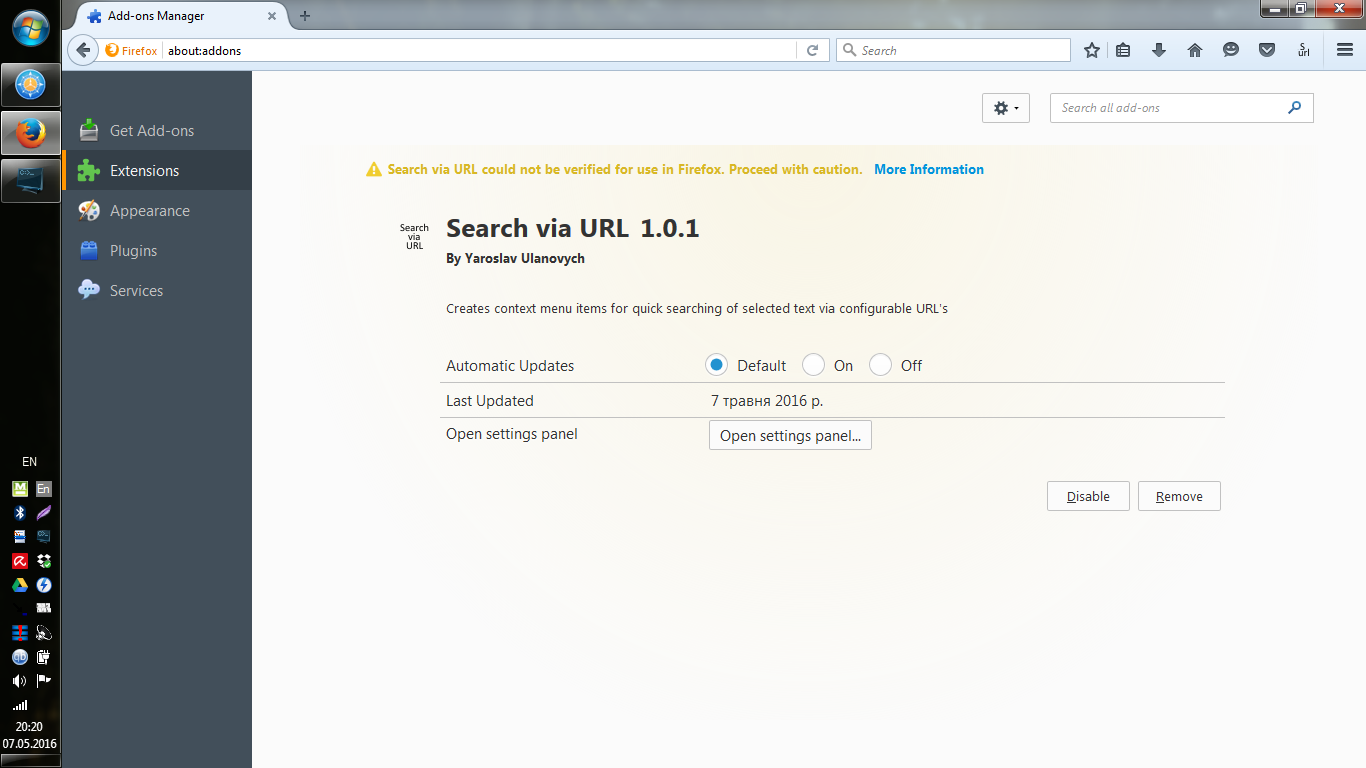 Add-ons Manager
Firefox
about:addons
Search
S
url
Get Add-ons
Extensions
Appearance
Plugins
Services
Search all add-ons
Search via URL could not be verified for use in Firefox. Proceed with caution. More Information
Search
via
URL
Search via URL 1.0.1
By Yaroslav Ulanovych
Creates context menu items for quick searching of selected text via configurable URL's
Automatic Updates Default On Off
Last Updated 7 травня 2016 р.
Open settings panel Open settings panel...
Disable Remove
EN
M En
20:20
07.05.2016